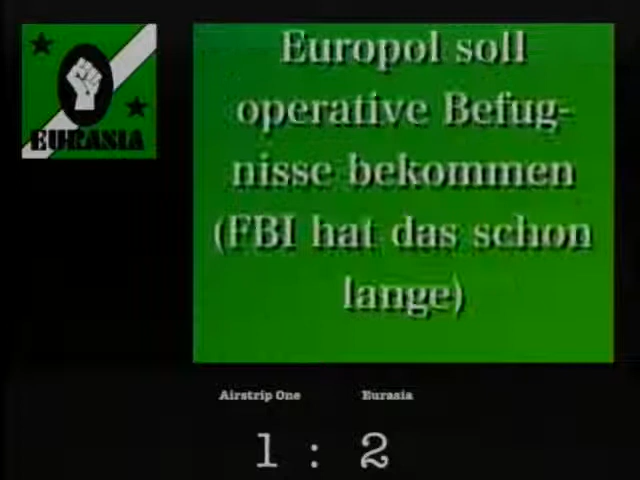 EURASIA
Europol soll
operative Befug-
nisse bekommen
(FBI hat das schon
lange)
Airstrip One Eurasia
1 : 2